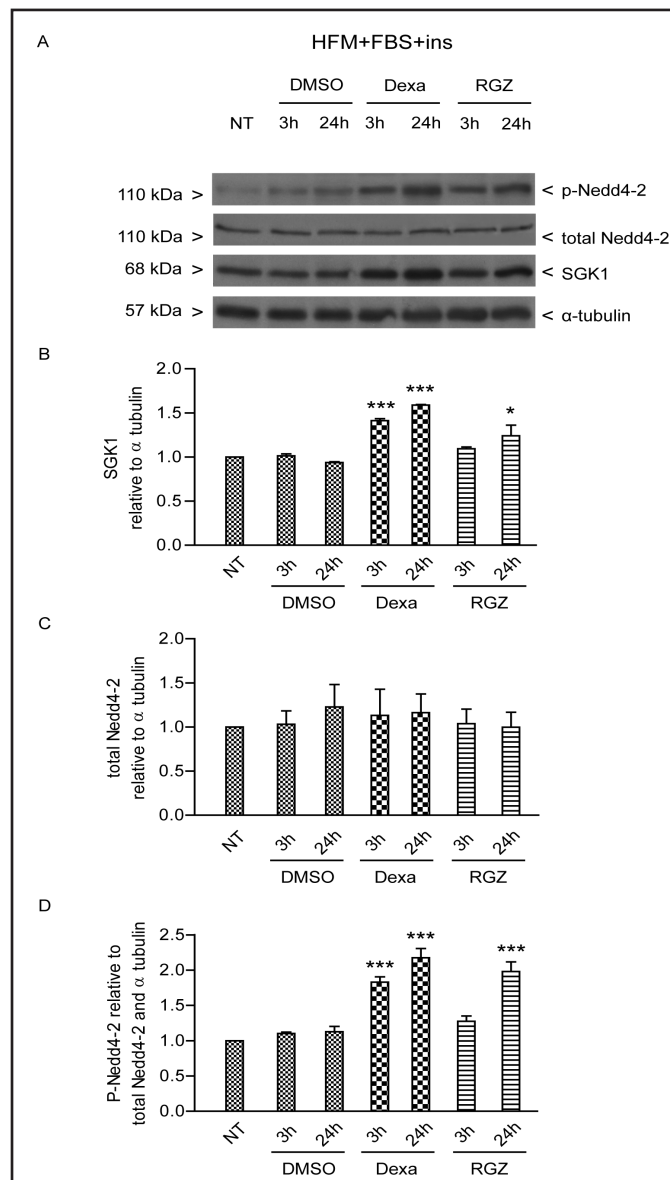 A
HFM+FBS+ins
DMSO Dexa RGZ
NT 3h 24h 3h 24h 3h 24h
110 kDa > < p-Nedd4-2
110 kDa > < total Nedd4-2
68 kDa > < SGK1
57 kDa > < α-tubulin
B
SGK1
relative to α tubulin
2.0
1.5
1.0
0.5
0.0
*** *** *
NT 3h 24h 3h 24h 3h 24h
DMSO Dexa RGZ
C
total Nedd4-2
relative to α tubulin
2.0
1.5
1.0
0.5
0.0
NT 3h 24h 3h 24h 3h 24h
DMSO Dexa RGZ
D
P-Nedd4-2 relative to
total Nedd4-2 and α tubulin
2.5
2.0
1.5
1.0
0.5
0.0
*** *** ***
NT 3h 24h 3h 24h 3h 24h
DMSO Dexa RGZ